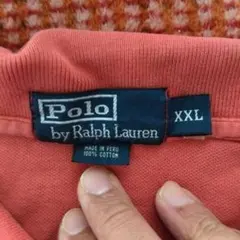 Polo
by Ralph Lauren
XXL
MADE IN PERU
100% COTTON